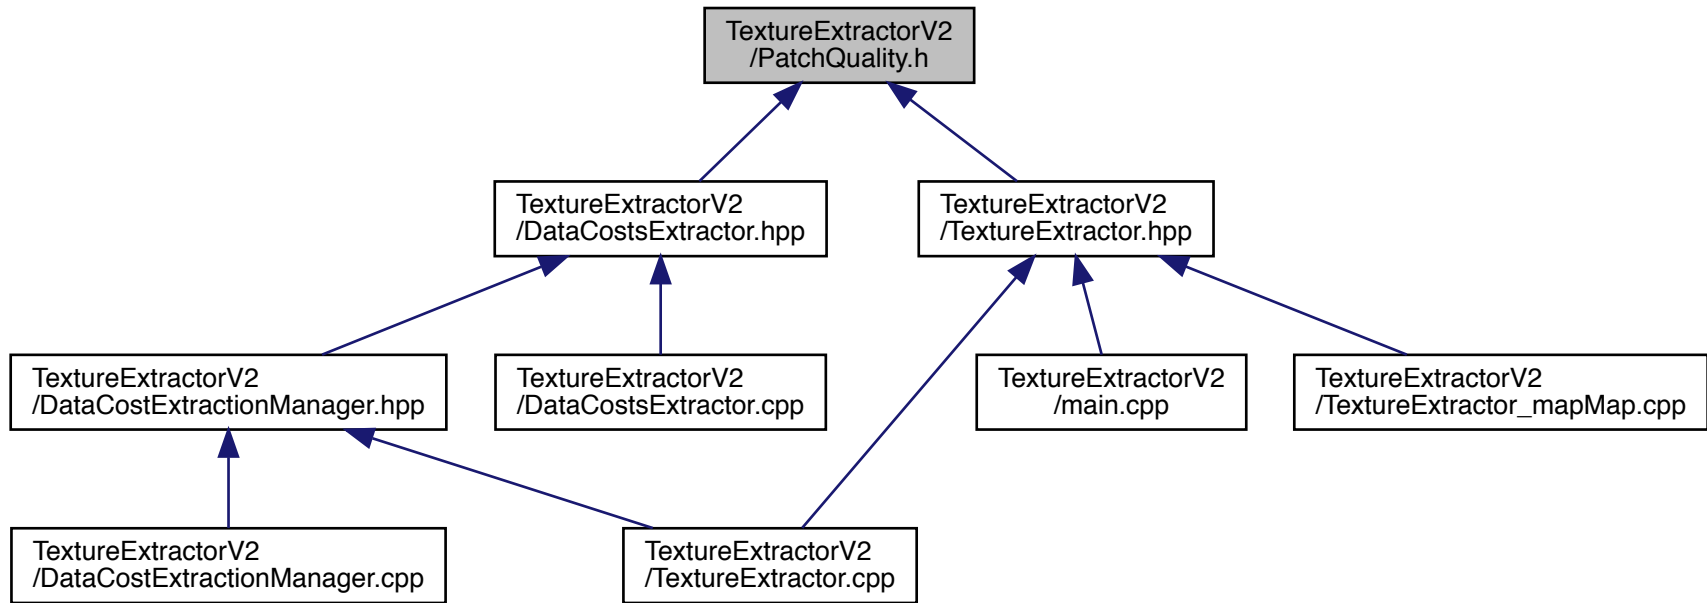 TextureExtractorV2
/PatchQuality.h
TextureExtractorV2
/DataCostsExtractor.hpp
TextureExtractorV2
/TextureExtractor.hpp
TextureExtractorV2
/DataCostExtractionManager.hpp
TextureExtractorV2
/DataCostsExtractor.cpp
TextureExtractorV2
/main.cpp
TextureExtractorV2
/TextureExtractor_mapMap.cpp
TextureExtractorV2
/DataCostExtractionManager.cpp
TextureExtractorV2
/TextureExtractor.cpp